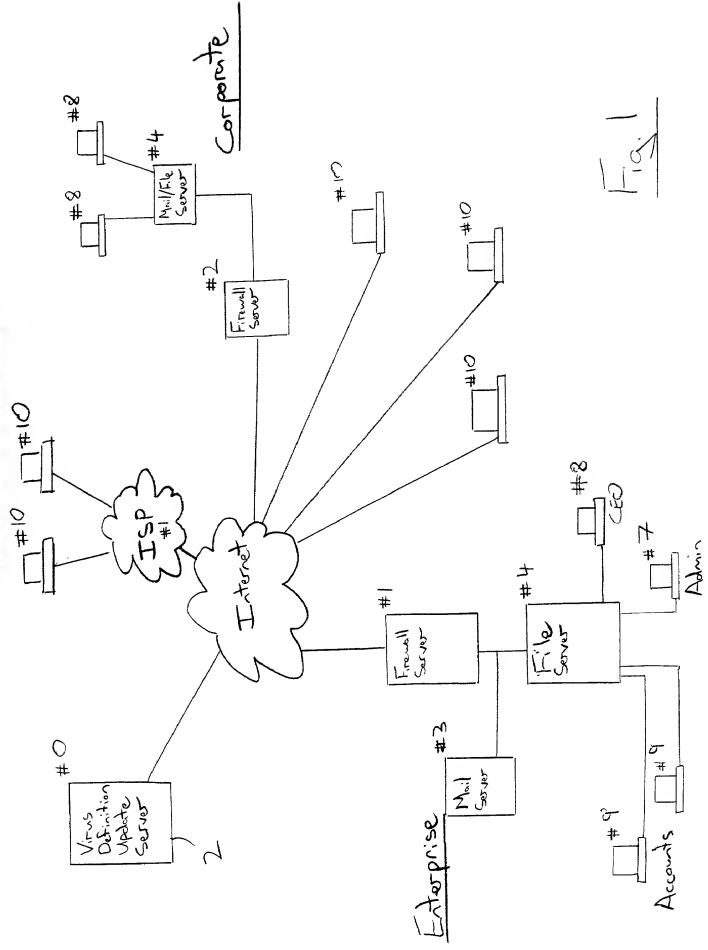 #0
Virus
Definition
Update
Server
2
#10
#10
ISP
#1
Internet
#8
#8
#4
Mail/File
Server
Corporate
#2
Firewall
Server
#10
#10
#10
Enterprise
#3
Mail
Server
#1
Firewall
Server
#4
File
Server
#8
CEO
#7
Admin
#9
#9
Accounts
Fig. 1